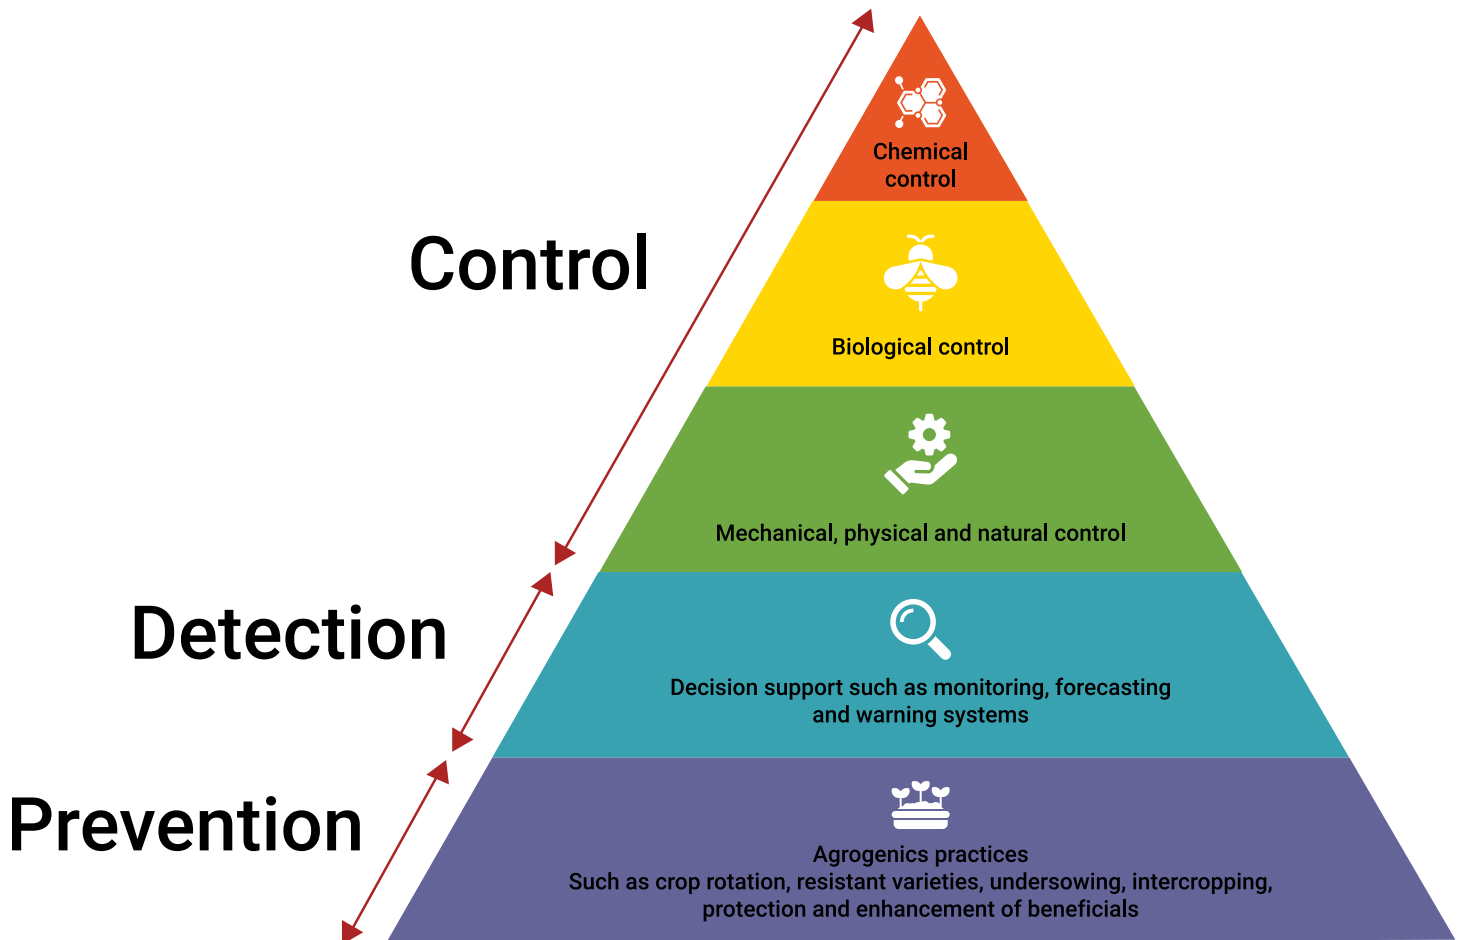 Chemical
control
Control
Biological control
Mechanical, physical and natural control
Detection
Decision support such as monitoring, forecasting
and warning systems
Prevention
Agrogenics practices
Such as crop rotation, resistant varieties, undersowing, intercropping,
protection and enhancement of beneficials